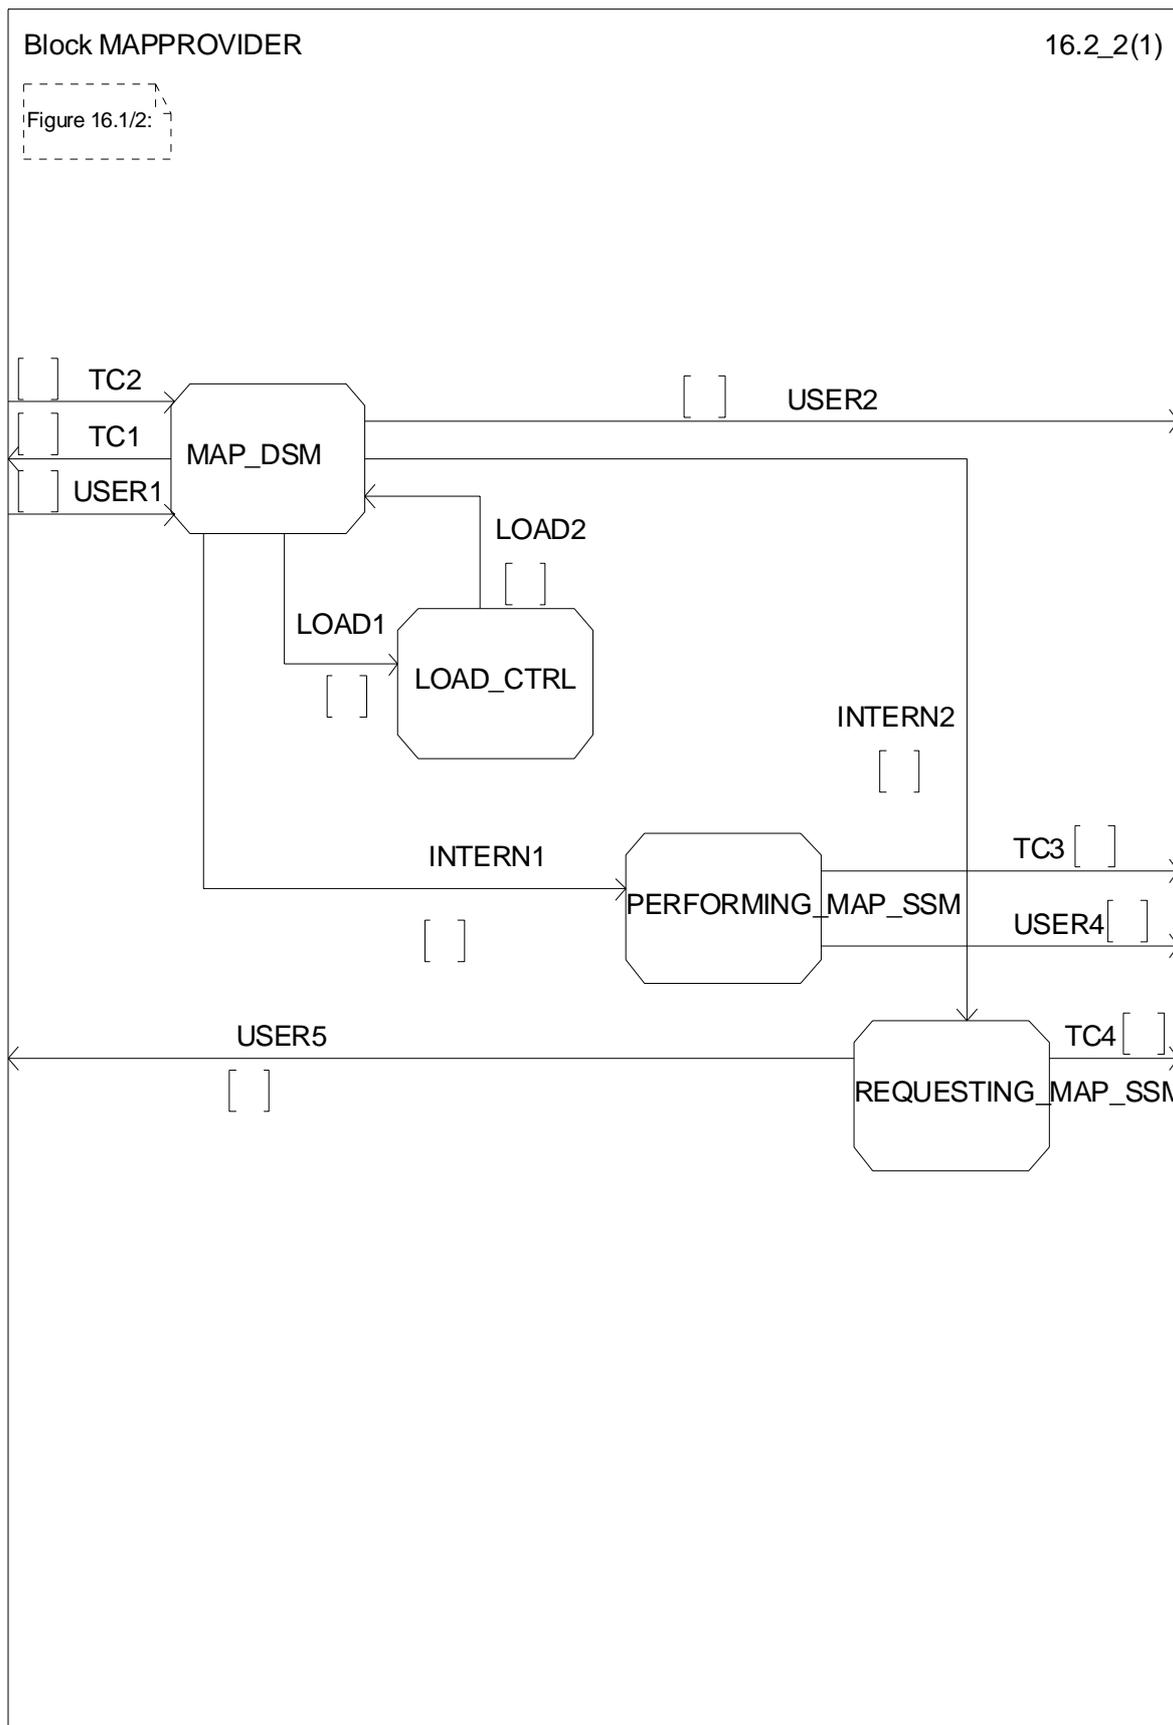 Block MAPPROVIDER
16.2_2(1)
Figure 16.1/2:
TC2
USER2
TC1
MAP_DSM
USER1
LOAD2
LOAD1
LOAD_CTRL
INTERN2
INTERN1
TC3
PERFORMING_MAP_SSM
USER4
USER5
TC4
REQUESTING_MAP_SSM